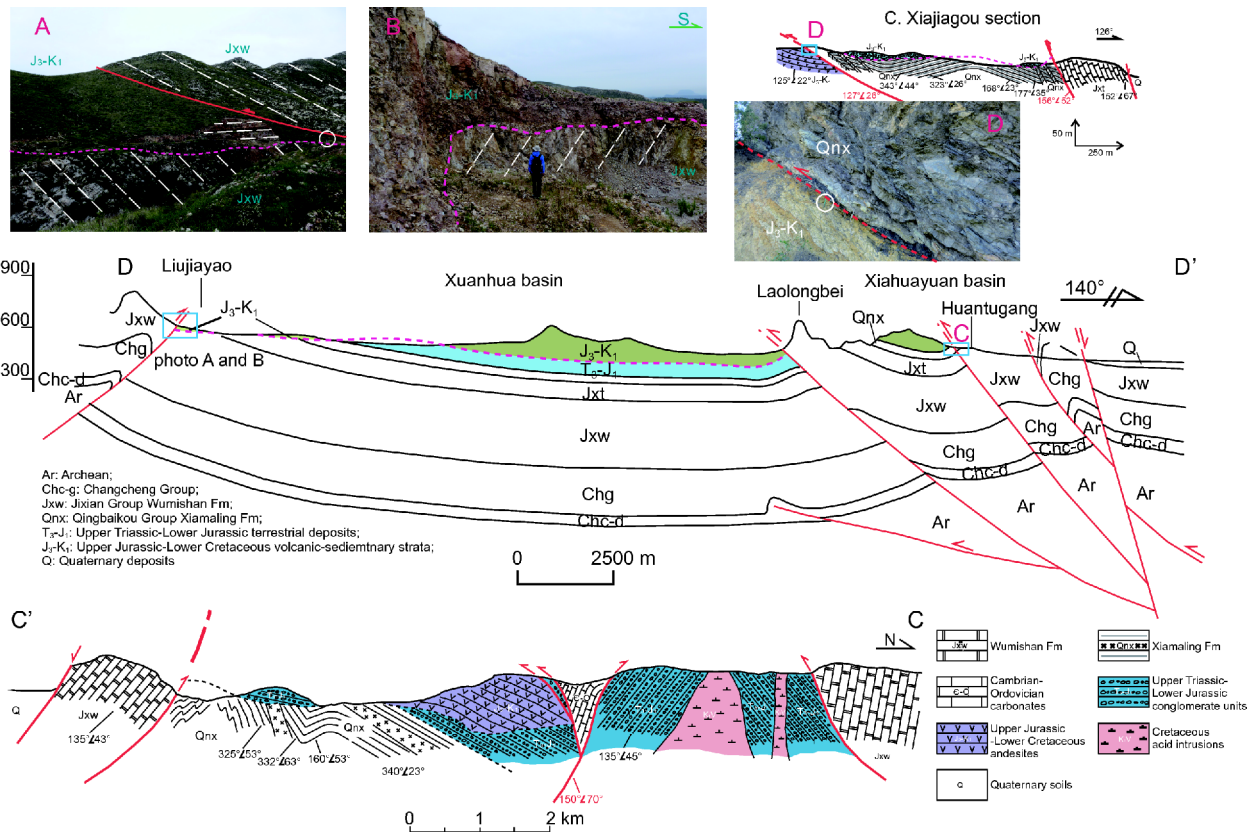 A
Jxw
J₃-K₁
Jxw
B
S
J₃-K₁
Jxw
C. Xiajiagou section
D
J₃-K₁
J₃-K₁
126°
Qnx
Qnx
Jxt
Q
125°∠22°
343°∠44°
323°∠26°
168°∠23°
177°∠35°
152°∠67°
127°∠26°
156°∠52°
50 m
250 m
D
Qnx
J₃-K₁
D
D'
900
600
300
Liujiayao
Xuanhua basin
Xiahuayuan basin
Laolongbei
Huantugang
140°
J₃-K₁
Qnx
C
Jxw
Q
Jxw
Chg
photo A and B
Chc-d
Ar
J₃-K₁
T₃-J₁
Jxt
Jxw
Chg
Chc-d
Jxt
Jxw
Chg
Chc-d
Ar
Jxw
Chg
Chc-d
Ar
Chg
Ar
Ar
Jxw
Chg
Chc-d
Ar
Ar: Archean;
Chc-g: Changcheng Group;
Jxw: Jixian Group Wumishan Fm;
Qnx: Qingbaikou Group Xiamaling Fm;
T₃-J₁: Upper Triassic-Lower Jurassic terrestrial deposits;
J₃-K₁: Upper Jurassic-Lower Cretaceous volcanic-sediemtnary strata;
Q: Quaternary deposits
0 2500 m
C'
C
N
Q
Jxw
135°∠43°
Qnx
325°∠53°
332°∠63°
160°∠53°
Qnx
340°∠23°
150°∠70°
135°∠45°
Jxw
0 1 2 km
Jxw
Wumishan Fm
Qnx
Xiamaling Fm
Є-O
Cambrian-
Ordovician
carbonates
Upper Triassic-
Lower Jurassic
conglomerate units
Upper Jurassic
-Lower Cretaceous
andesites
Cretaceous
acid intrusions
Q
Quaternary soils